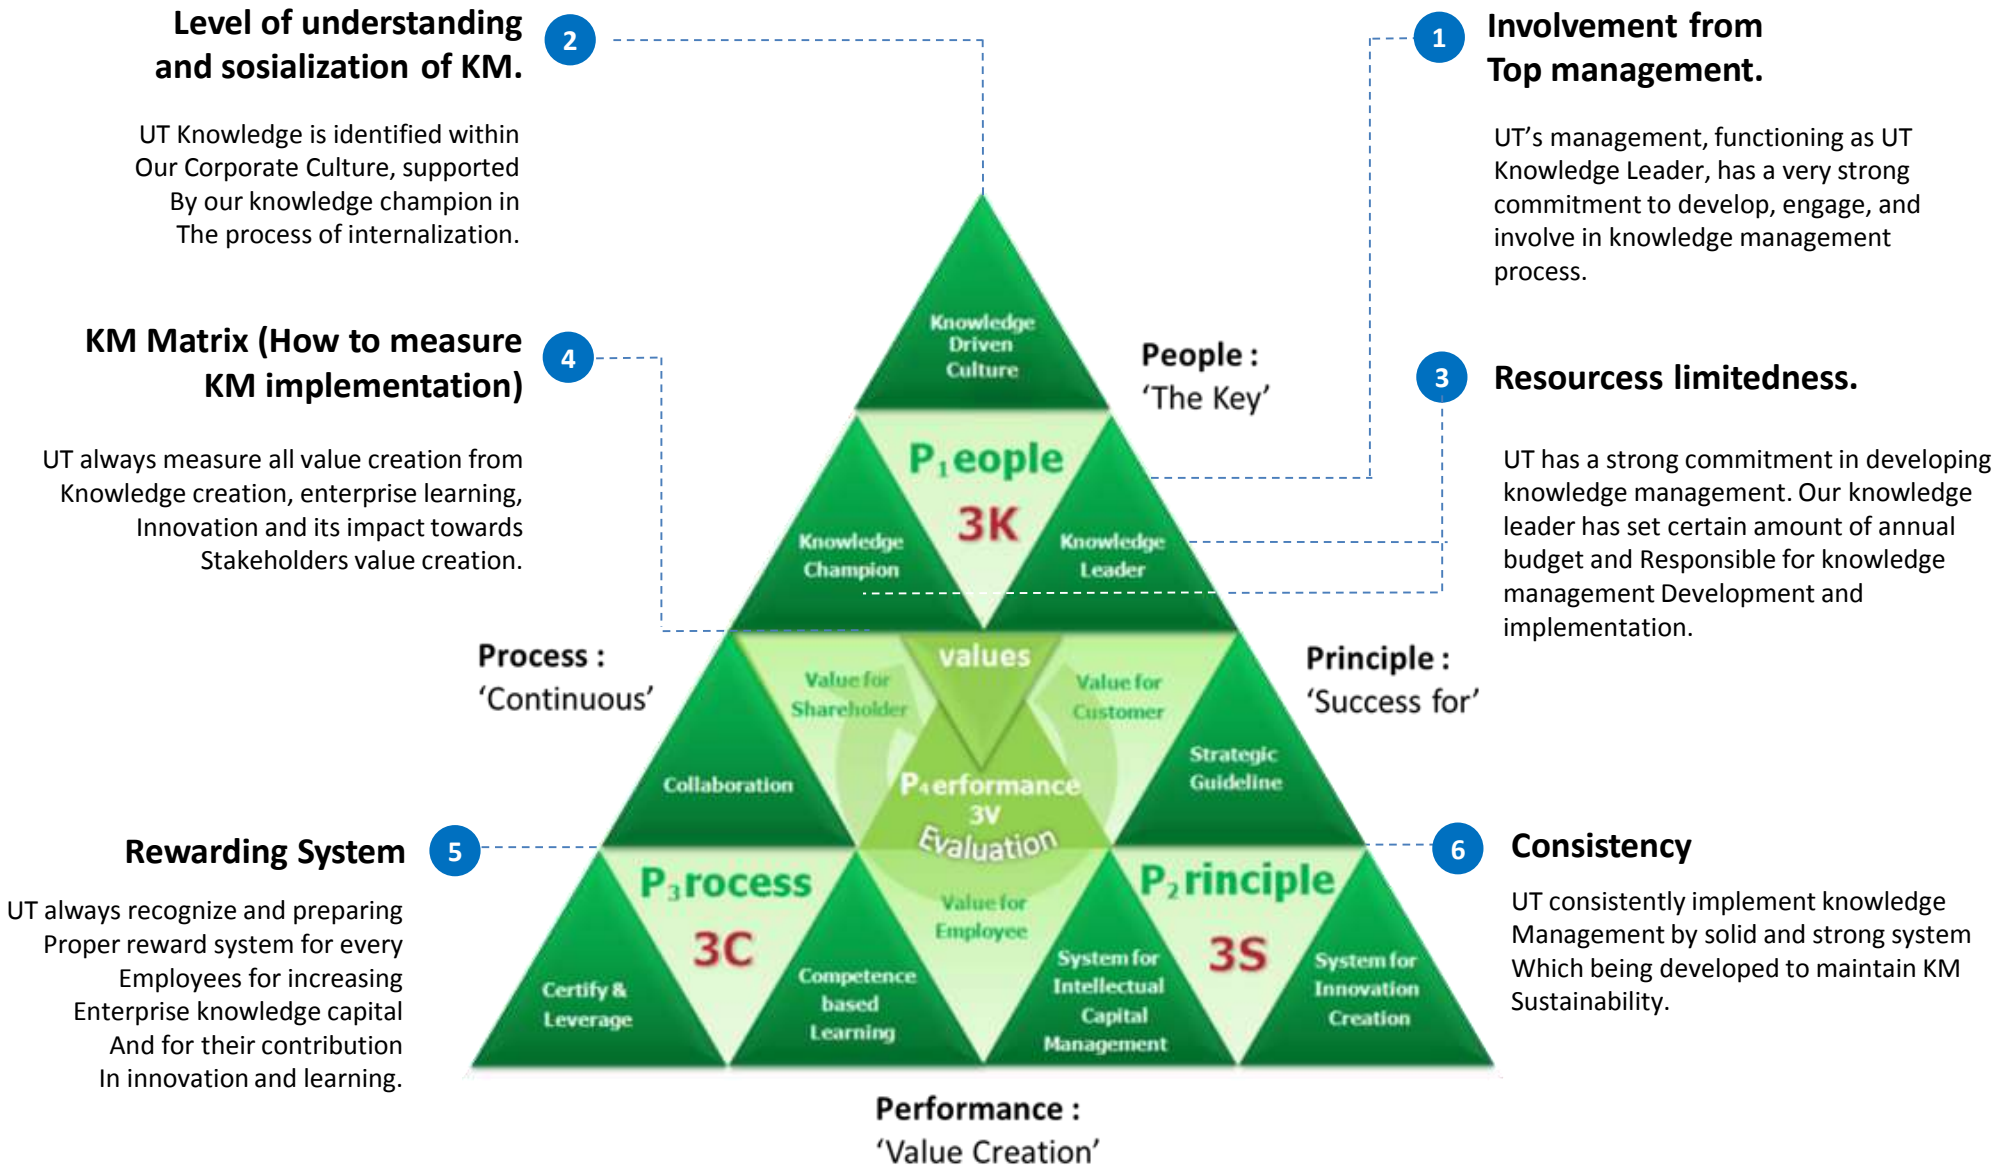 Level of understanding
and sosialization of KM.
2
UT Knowledge is identified within
Our Corporate Culture, supported
By our knowledge champion in
The process of internalization.
1
Involvement from
Top management.
UT’s management, functioning as UT
Knowledge Leader, has a very strong
commitment to develop, engage, and
involve in knowledge management
process.
KM Matrix (How to measure
KM implementation)
4
UT always measure all value creation from
Knowledge creation, enterprise learning,
Innovation and its impact towards
Stakeholders value creation.
3
Resourcess limitedness.
UT has a strong commitment in developing
knowledge management. Our knowledge
leader has set certain amount of annual
budget and Responsible for knowledge
management Development and
implementation.
Rewarding System
5
UT always recognize and preparing
Proper reward system for every
Employees for increasing
Enterprise knowledge capital
And for their contribution
In innovation and learning.
6
Consistency
UT consistently implement knowledge
Management by solid and strong system
Which being developed to maintain KM
Sustainability.
Knowledge
Driven
Culture
People :
‘The Key’
P1eople
3K
Knowledge
Champion
Knowledge
Leader
Process :
‘Continuous’
Principle :
‘Success for’
values
Value for
Shareholder
Value for
Customer
Collaboration
Strategic
Guideline
P4erformance
3V
Evaluation
Value for
Employee
P3rocess
3C
P2rinciple
3S
Certify &
Leverage
Competence
based
Learning
System for
Intellectual
Capital
Management
System for
Innovation
Creation
Performance :
‘Value Creation’